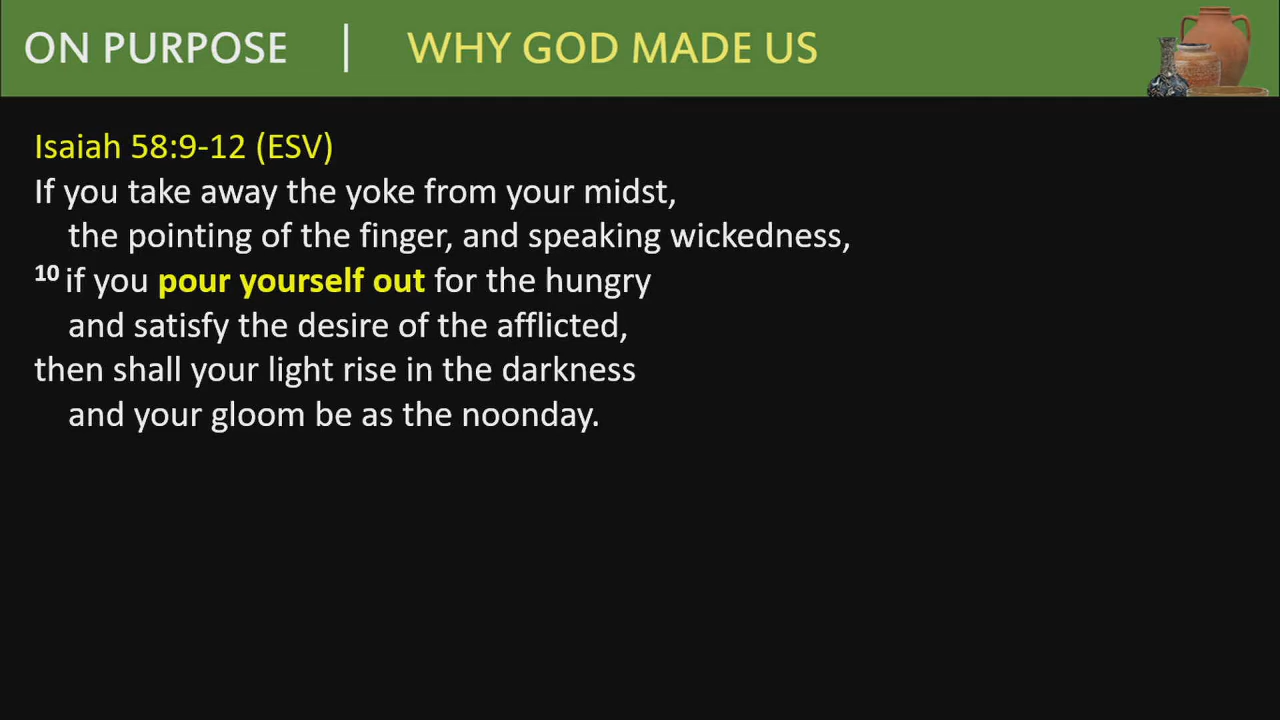 ON PURPOSE | WHY GOD MADE US
Isaiah 58:9-12 (ESV)
If you take away the yoke from your midst,
the pointing of the finger, and speaking wickedness,
10 if you pour yourself out for the hungry
and satisfy the desire of the afflicted,
then shall your light rise in the darkness
and your gloom be as the noonday.